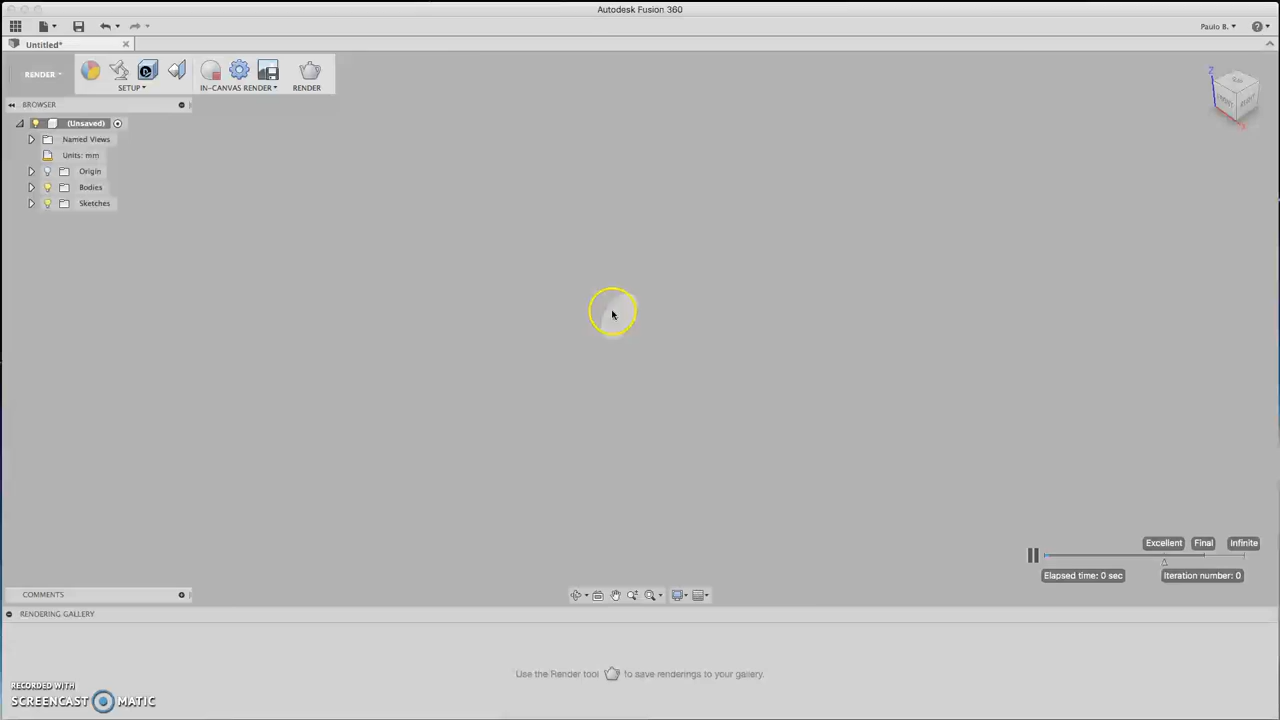 Autodesk Fusion 360
Paulo B.
Untitled*
RENDER
SETUP
IN-CANVAS RENDER
RENDER
BROWSER
(Unsaved)
Named Views
Units: mm
Origin
Bodies
Sketches
Z
Excellent
Final
Infinite
Elapsed time: 0 sec
Iteration number: 0
COMMENTS
RENDERING GALLERY
Use the Render tool to save renderings to your gallery.
RECORDED WITH
SCREENCAST MATIC